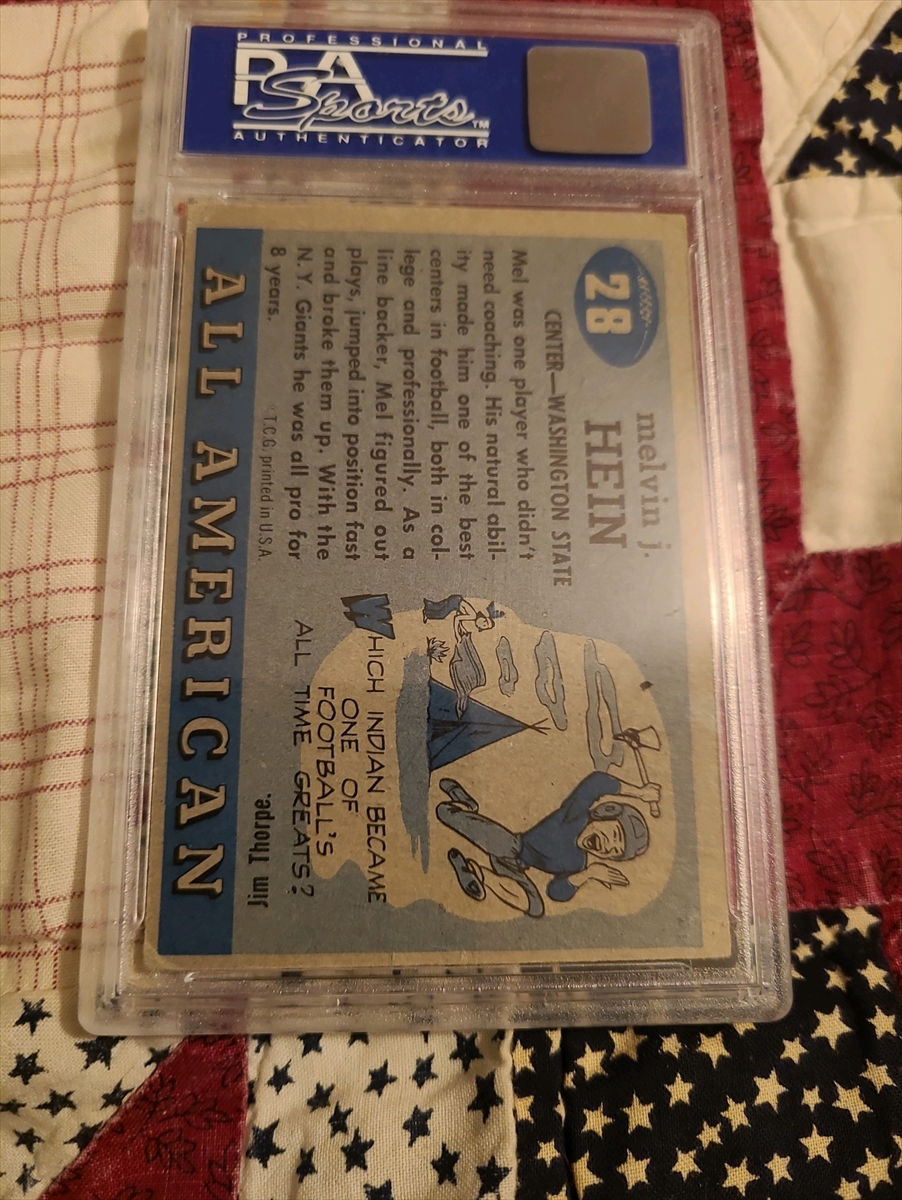 PROFESSIONAL
PSA
Sports™
AUTHENTICATOR
28
melvin j.
HEIN
CENTER—WASHINGTON STATE
Mel was one player who didn't
need coaching. His natural abil-
ity made him one of the best
centers in football, both in col-
lege and professionally. As a
line backer, Mel figured out
plays, jumped into position fast
and broke them up. With the
N.Y. Giants he was all pro for
8 years.
T.C.G. printed in U.S.A.
WHICH INDIAN BECAME
ONE OF
FOOTBALL'S
ALL TIME GREATS?
Jim Thorpe.
ALL AMERICAN